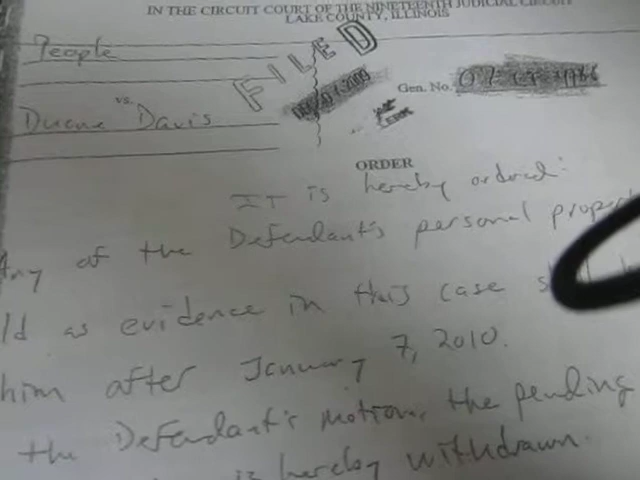 IN THE CIRCUIT COURT OF THE NINETEENTH JUDICIAL CIRCUIT
LAKE COUNTY, ILLINOIS
People
FILED
vs.
Gen. No.
Duane Davis
ORDER
It is hereby ordered:
Any of the Defendant's personal
ld as evidence in this case
him after January 7, 2010.
the Defendant's motion, the pending
is hereby withdrawn.